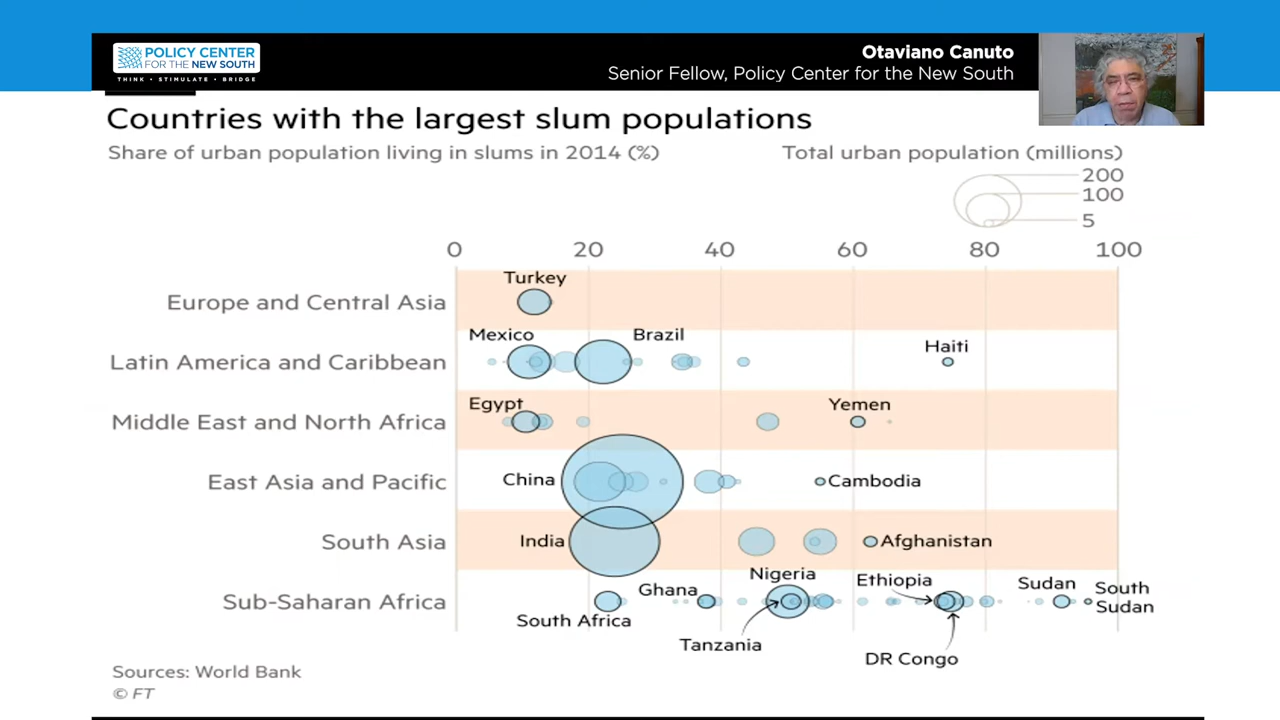 POLICY CENTER
FOR THE NEW SOUTH
THINK • STIMULATE • BRIDGE
Otaviano Canuto
Senior Fellow, Policy Center for the New South
Countries with the largest slum populations
Share of urban population living in slums in 2014 (%)
Total urban population (millions)
200
100
5
0 20 40 60 80 100
Turkey
Europe and Central Asia
Mexico Brazil
Haiti
Latin America and Caribbean
Egypt Yemen
Middle East and North Africa
East Asia and Pacific China Cambodia
South Asia India Afghanistan
Nigeria Ethiopia Sudan South
Sudan
Ghana
Sub-Saharan Africa
South Africa
Tanzania
DR Congo
Sources: World Bank
© FT